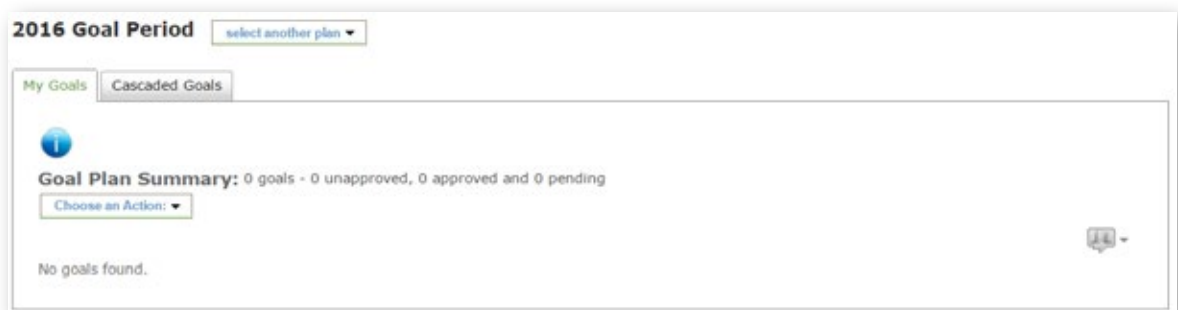 2016 Goal Period select another plan
My Goals Cascaded Goals
Goal Plan Summary: 0 goals - 0 unapproved, 0 approved and 0 pending
Choose an Action:
No goals found.